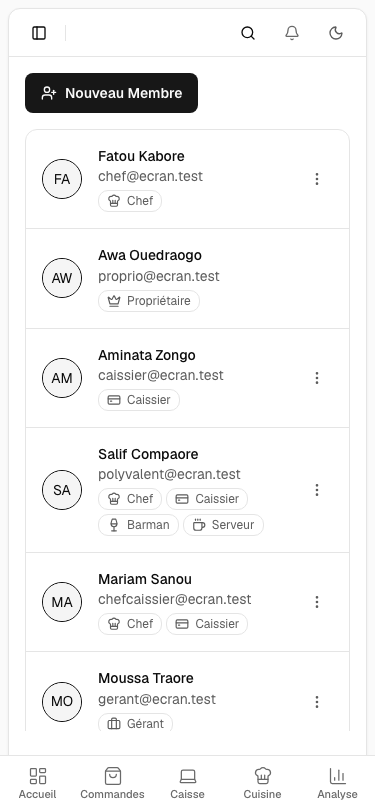 Nouveau Membre
FA
Fatou Kabore
chef@ecran.test
Chef
AW
Awa Ouedraogo
proprio@ecran.test
Propriétaire
AM
Aminata Zongo
caissier@ecran.test
Caissier
SA
Salif Compaore
polyvalent@ecran.test
Chef Caissier
Barman Serveur
MA
Mariam Sanou
chefcaissier@ecran.test
Chef Caissier
MO
Moussa Traore
gerant@ecran.test
Gérant
Accueil Commandes Caisse Cuisine Analyse